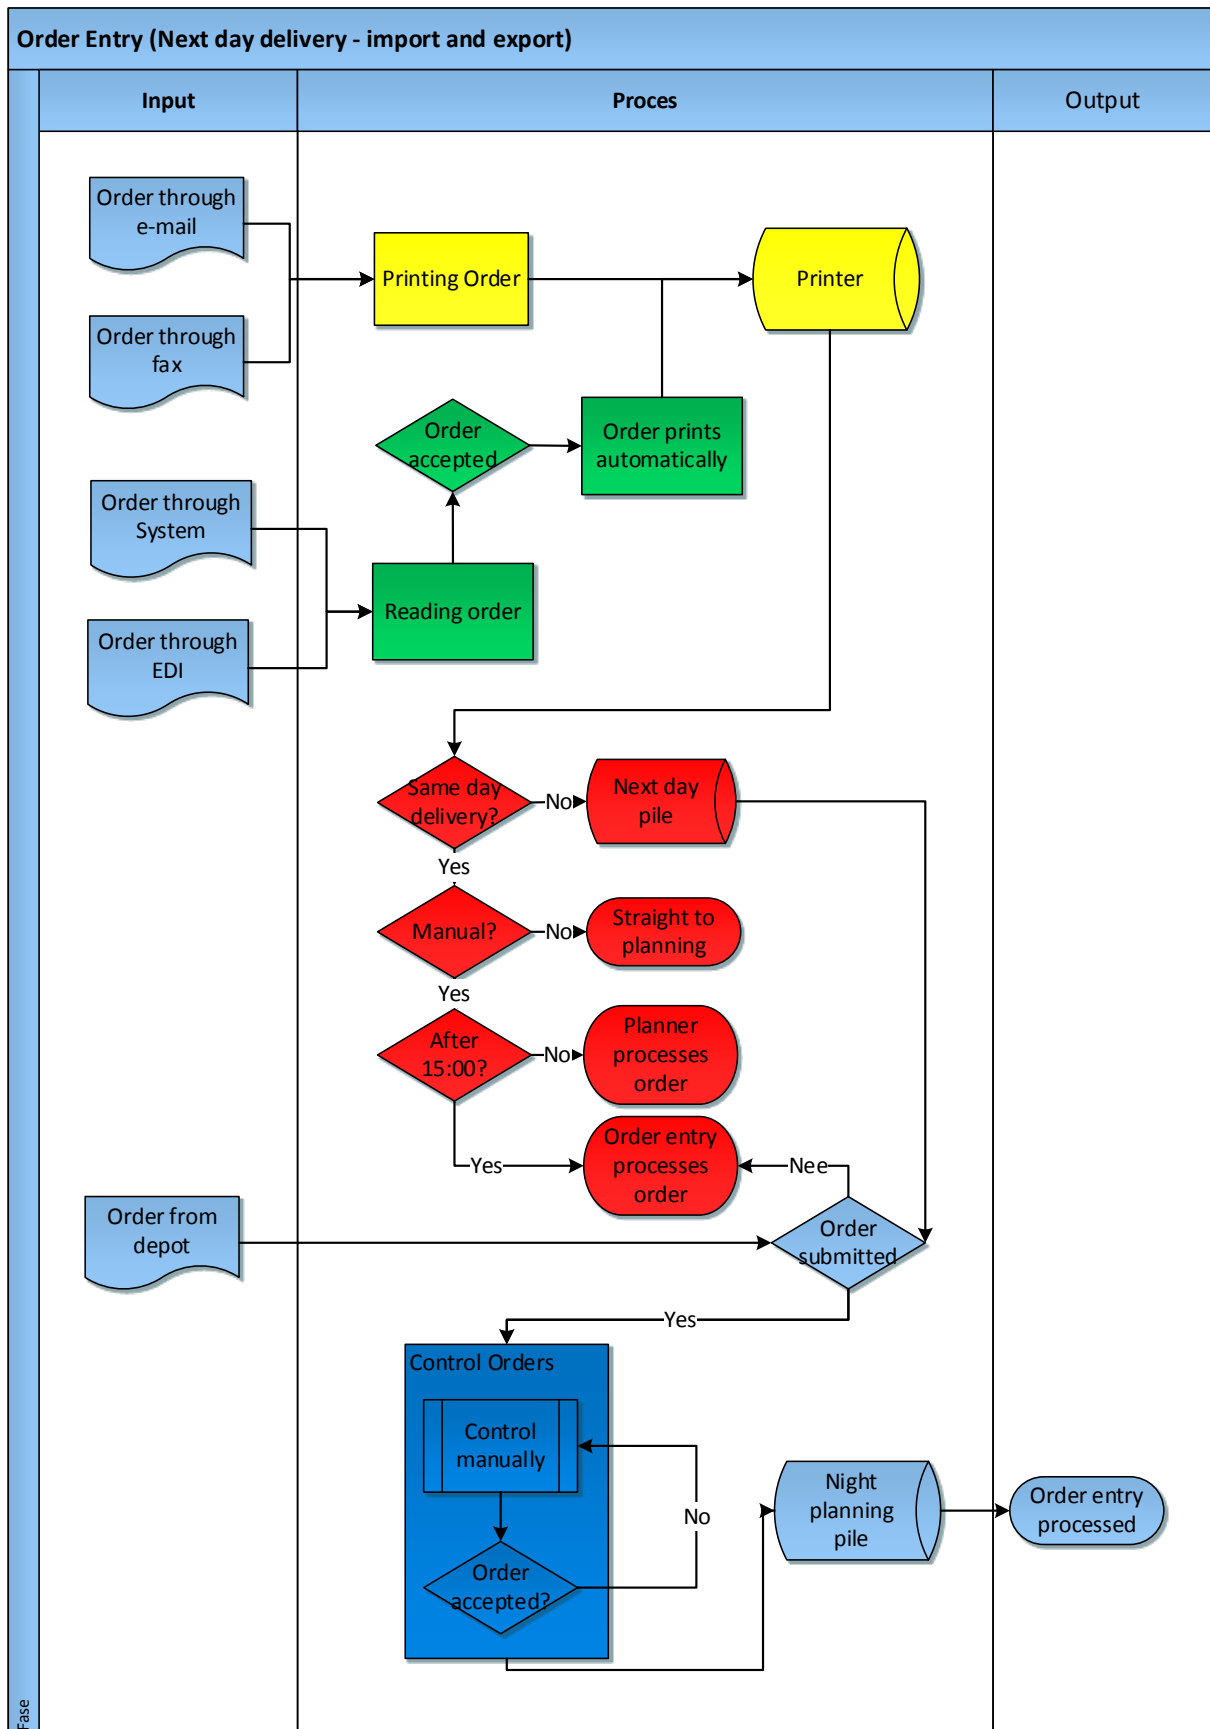 Order Entry (Next day delivery - import and export)
Input
Proces
Output
Order through
e-mail
Printing Order
Printer
Order through
fax
Order
accepted
Order prints
automatically
Order through
System
Reading order
Order through
EDI
Same day
delivery?
No
Next day
pile
Yes
Manual?
No
Straight to
planning
Yes
After
15:00?
No
Planner
processes
order
Yes
Order entry
processes
order
Nee
Order from
depot
Order
submitted
Yes
Control Orders
Control
manually
No
Order
accepted?
Night
planning
pile
Order entry
processed
Fase